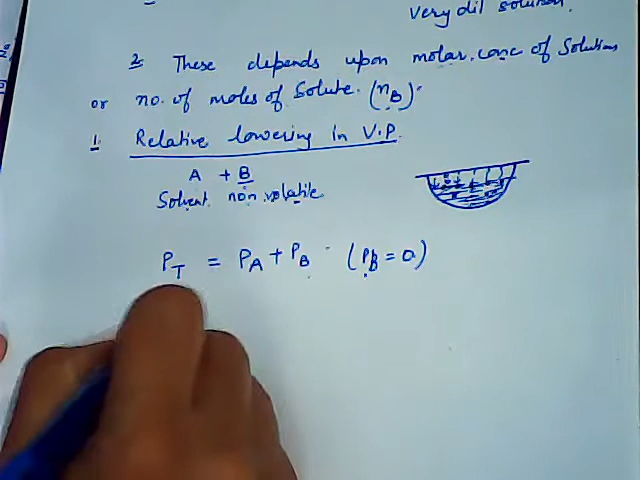 very dil solution.
2. These depends upon molar conc of Solutions
or no. of moles of Solute. (nB).
1. Relative lowering in V.P.
A + B
Solvent non volatile
PT = PA + PB (PB = 0)